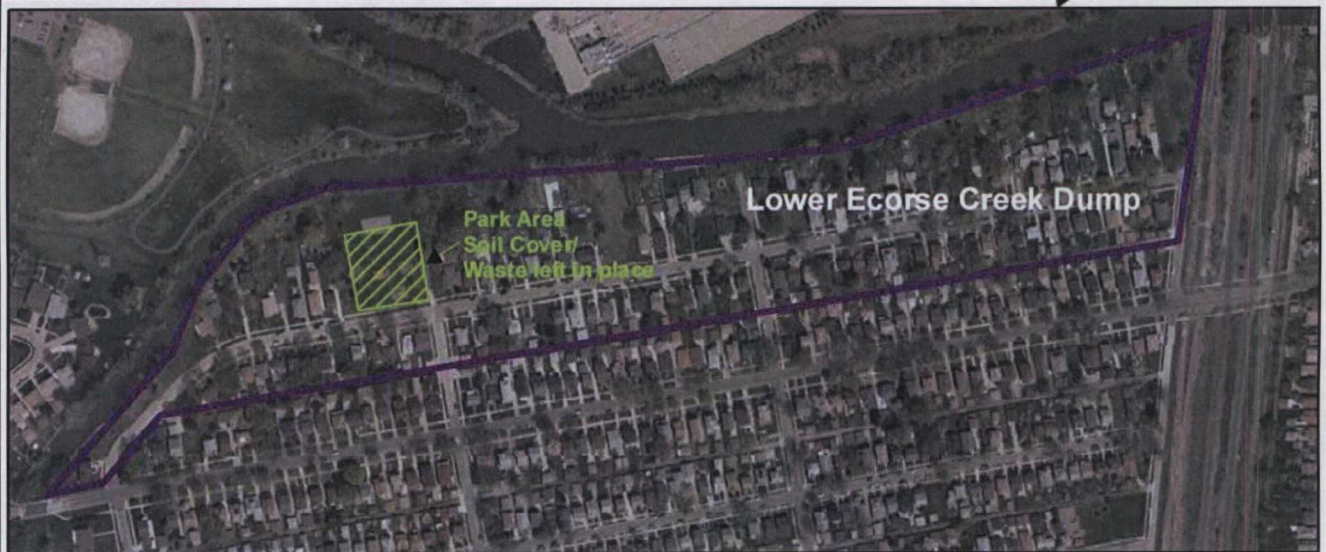 Lower Ecorse Creek Dump
Park Area
Soil Cover/
Waste left in place